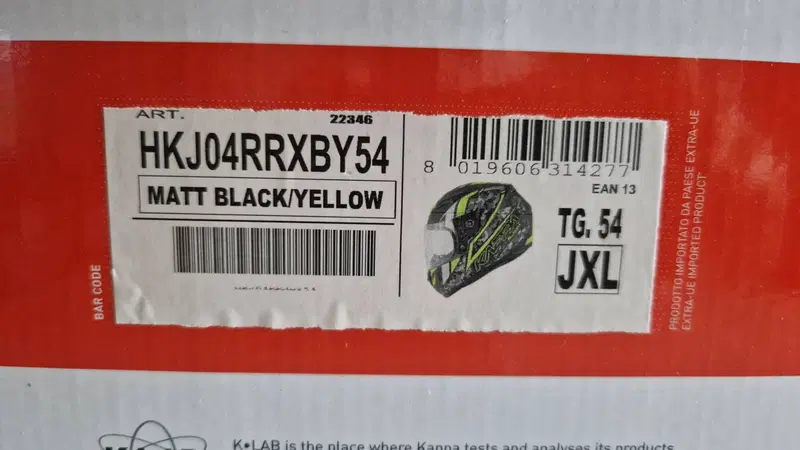 ART.
22346
HKJ04RRXBY54
MATT BLACK/YELLOW
BAR CODE
8 019606 314277
EAN 13
TG. 54
JXL
PRODOTTO IMPORTATO DA PAESE EXTRA-UE
EXTRA-UE IMPORTED PRODUCT
K•LAB is the place where Kappa tests and analyses its products